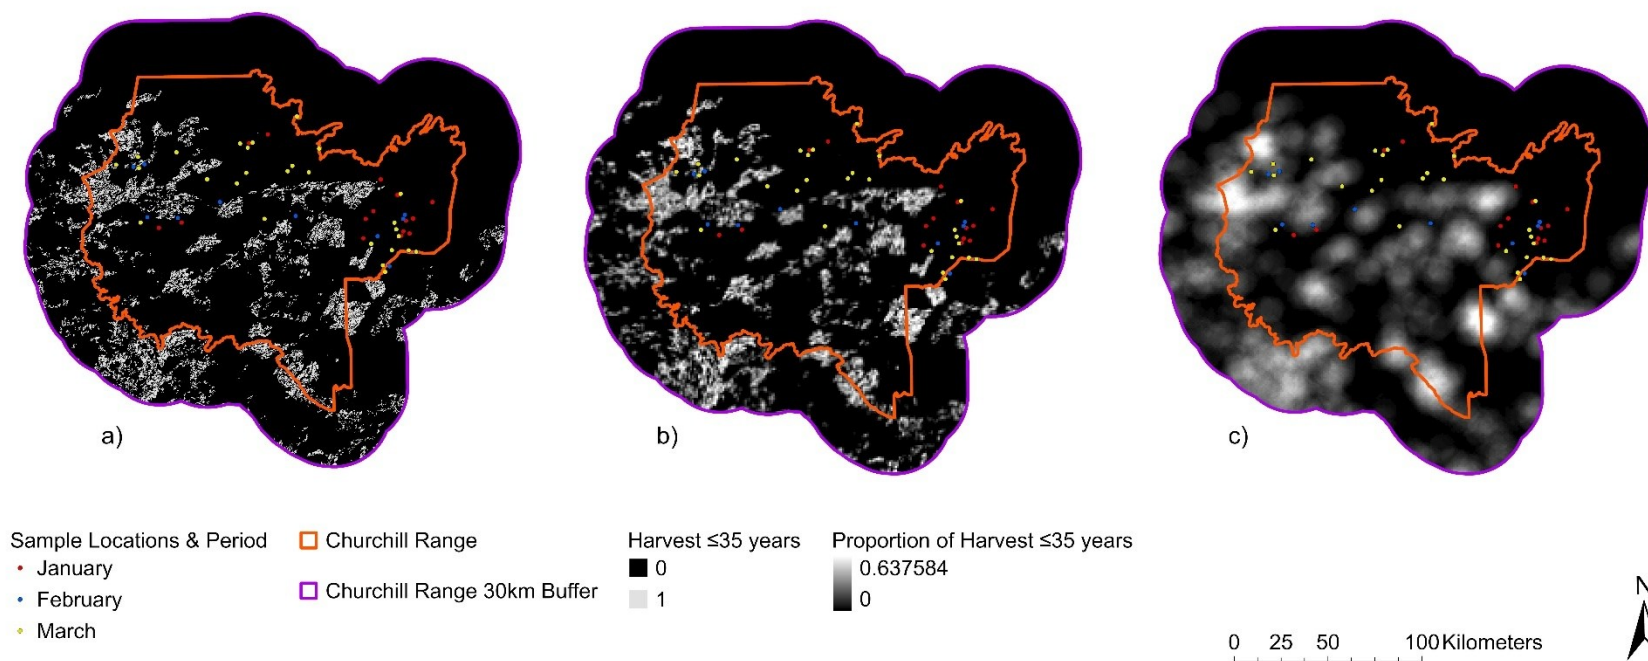 a)
b)
c)
Sample Locations & Period
January
February
March
Churchill Range
Churchill Range 30km Buffer
Harvest ≤35 years
0
1
Proportion of Harvest ≤35 years
0.637584
0
N
0 25 50 100 Kilometers